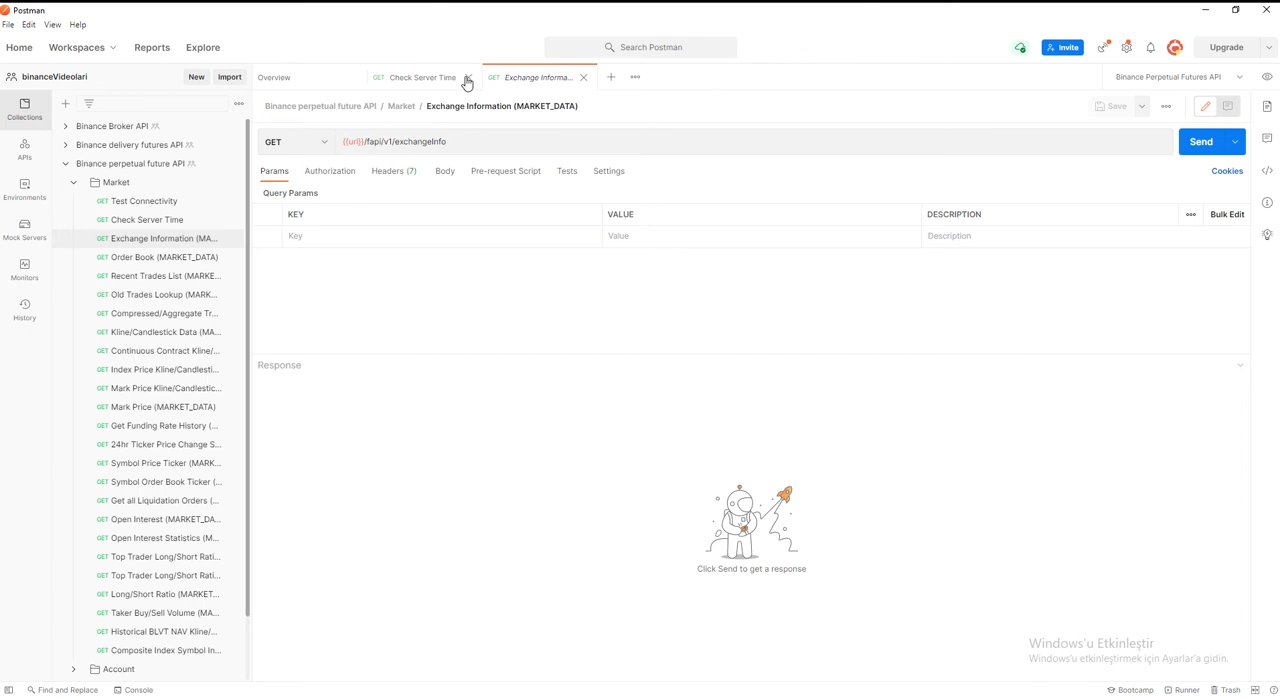 Postman
File Edit View Help
Home Workspaces Reports Explore Search Postman Invite Upgrade
binanceVideolari New Import Overview GET Check Server Time GET Exchange Informa... Binance Perpetual Futures API
Binance perpetual future API / Market / Exchange Information (MARKET_DATA) Save
GET {{url}}/fapi/v1/exchangeInfo Send
Params Authorization Headers (7) Body Pre-request Script Tests Settings Cookies
Query Params
KEY VALUE DESCRIPTION Bulk Edit
Key Value Description
Response
Click Send to get a response
Collections
APIs
Environments
Mock Servers
Monitors
History
Binance Broker API
Binance delivery futures API
Binance perpetual future API
Market
GET Test Connectivity
GET Check Server Time
GET Exchange Information (MA...
GET Order Book (MARKET_DATA)
GET Recent Trades List (MARKE...
GET Old Trades Lookup (MARK...
GET Compressed/Aggregate Tr...
GET Kline/Candlestick Data (MA...
GET Continuous Contract Kline/...
GET Index Price Kline/Candlesti...
GET Mark Price Kline/Candlestic...
GET Mark Price (MARKET_DATA)
GET Get Funding Rate History (...
GET 24hr Ticker Price Change S...
GET Symbol Price Ticker (MARK...
GET Symbol Order Book Ticker (...
GET Get all Liquidation Orders (...
GET Open Interest (MARKET_DA...
GET Open Interest Statistics (M...
GET Top Trader Long/Short Rati...
GET Top Trader Long/Short Rati...
GET Long/Short Ratio (MARKET...
GET Taker Buy/Sell Volume (MA...
GET Historical BLVT NAV Kline/...
GET Composite Index Symbol In...
Account
Windows'u Etkinleştir
Windows'u etkinleştirmek için Ayarlar'a gidin.
Find and Replace Console Bootcamp Runner Trash